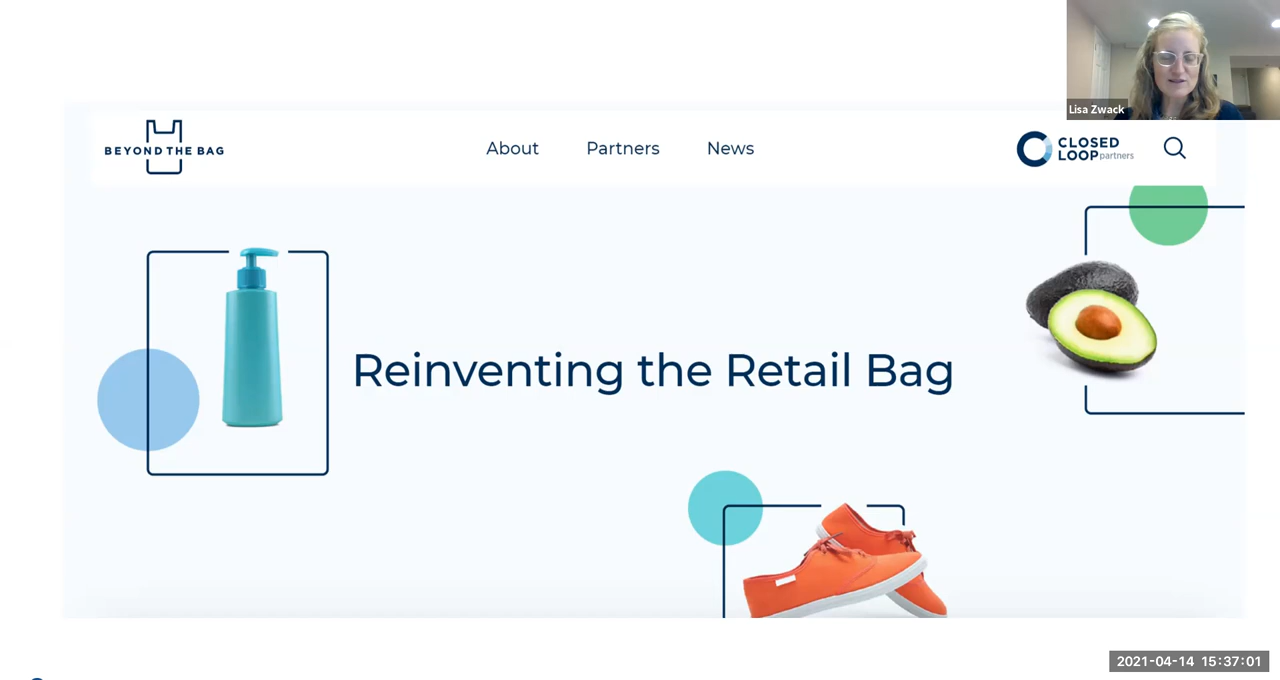 Lisa Zwack
BEYOND THE BAG
About
Partners
News
CLOSED
LOOP partners
Reinventing the Retail Bag
2021-04-14 15:37:01